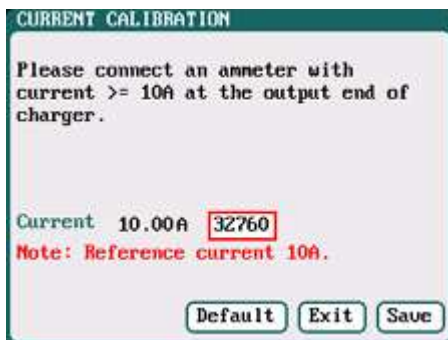 CURRENT CALIBRATION
Please connect an ammeter with
current >= 10A at the output end of
charger.
Current 10.00A 32760
Note: Reference current 10A.
Default Exit Save